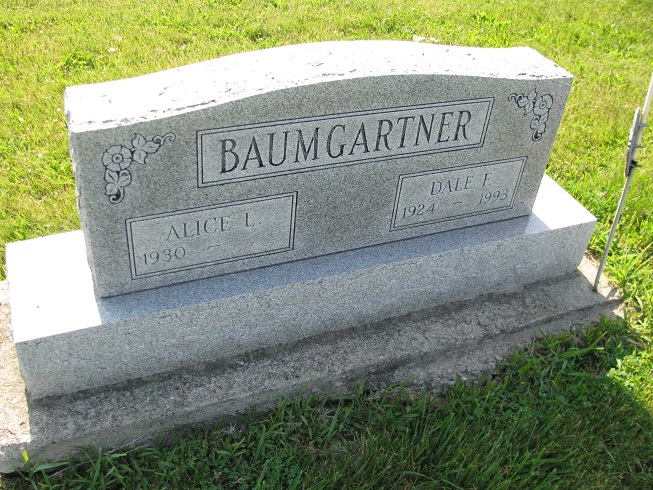 BAUMGARTNER
ALICE L.
1930
DALE F.
1924 - 1993